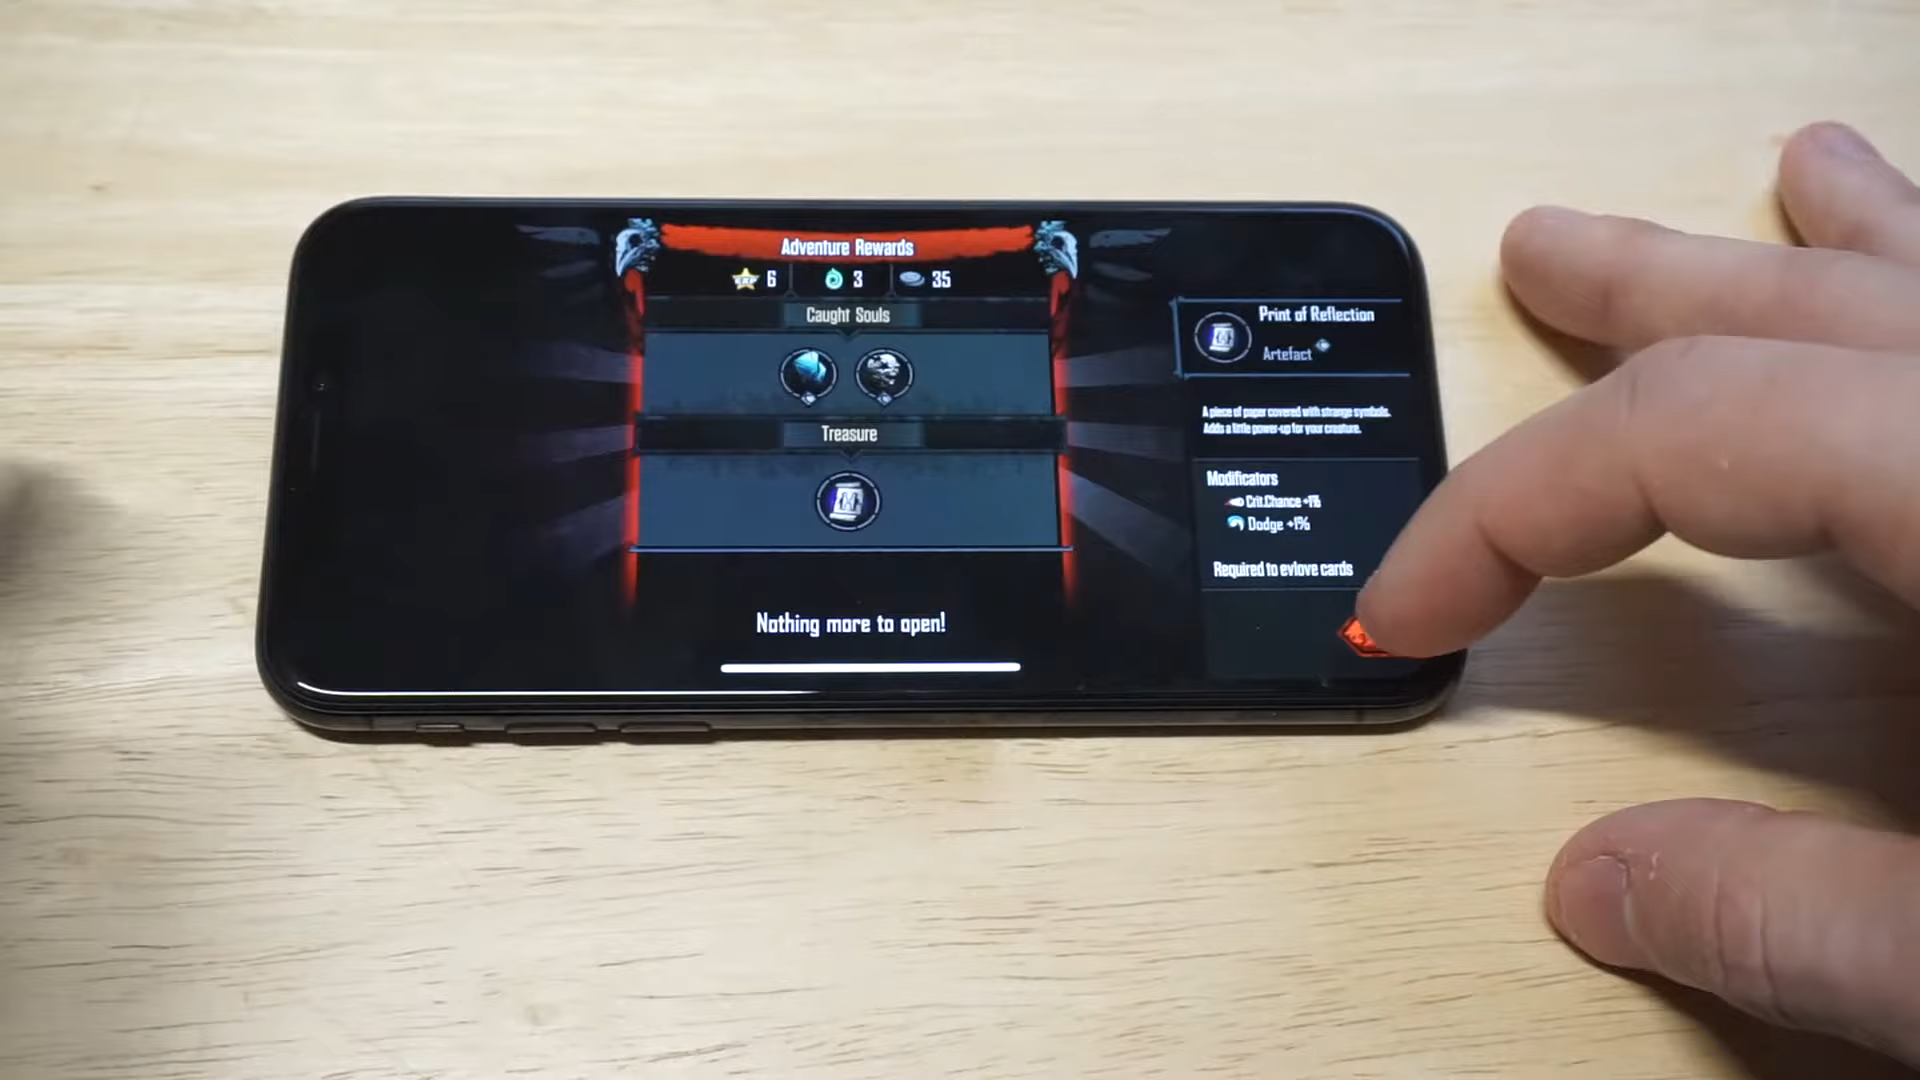 Adventure Rewards
EXP 6 3 35
Caught Souls
Treasure
Nothing more to open!
Print of Reflection
Artefact
A piece of paper covered with strange symbols.
Adds a little power-up for your creature.
Modificators
Crit.Chance +1%
Dodge +1%
Required to evlove cards